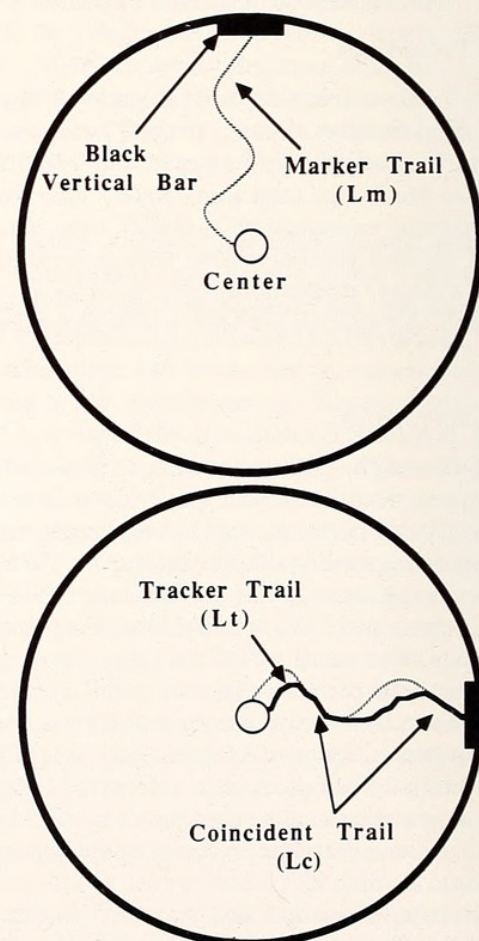 Black
Vertical Bar
Marker Trail
(Lm)
Center
Tracker Trail
(Lt)
Coincident Trail
(Lc)